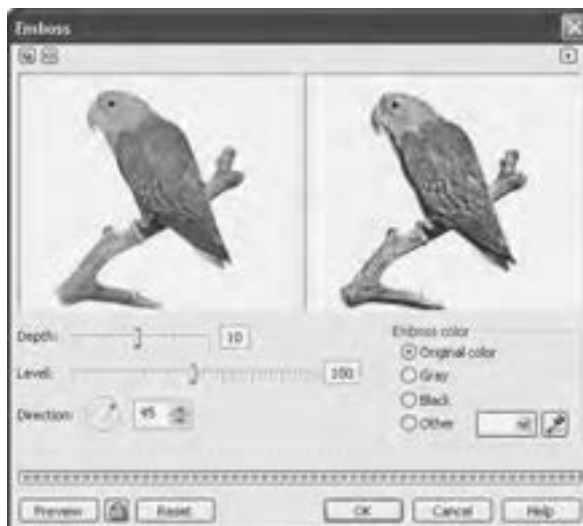 Emboss
Depth: 10
Level: 100
Direction: 45
Emboss color
Original color
Gray
Black
Other
Preview Reset OK Cancel Help